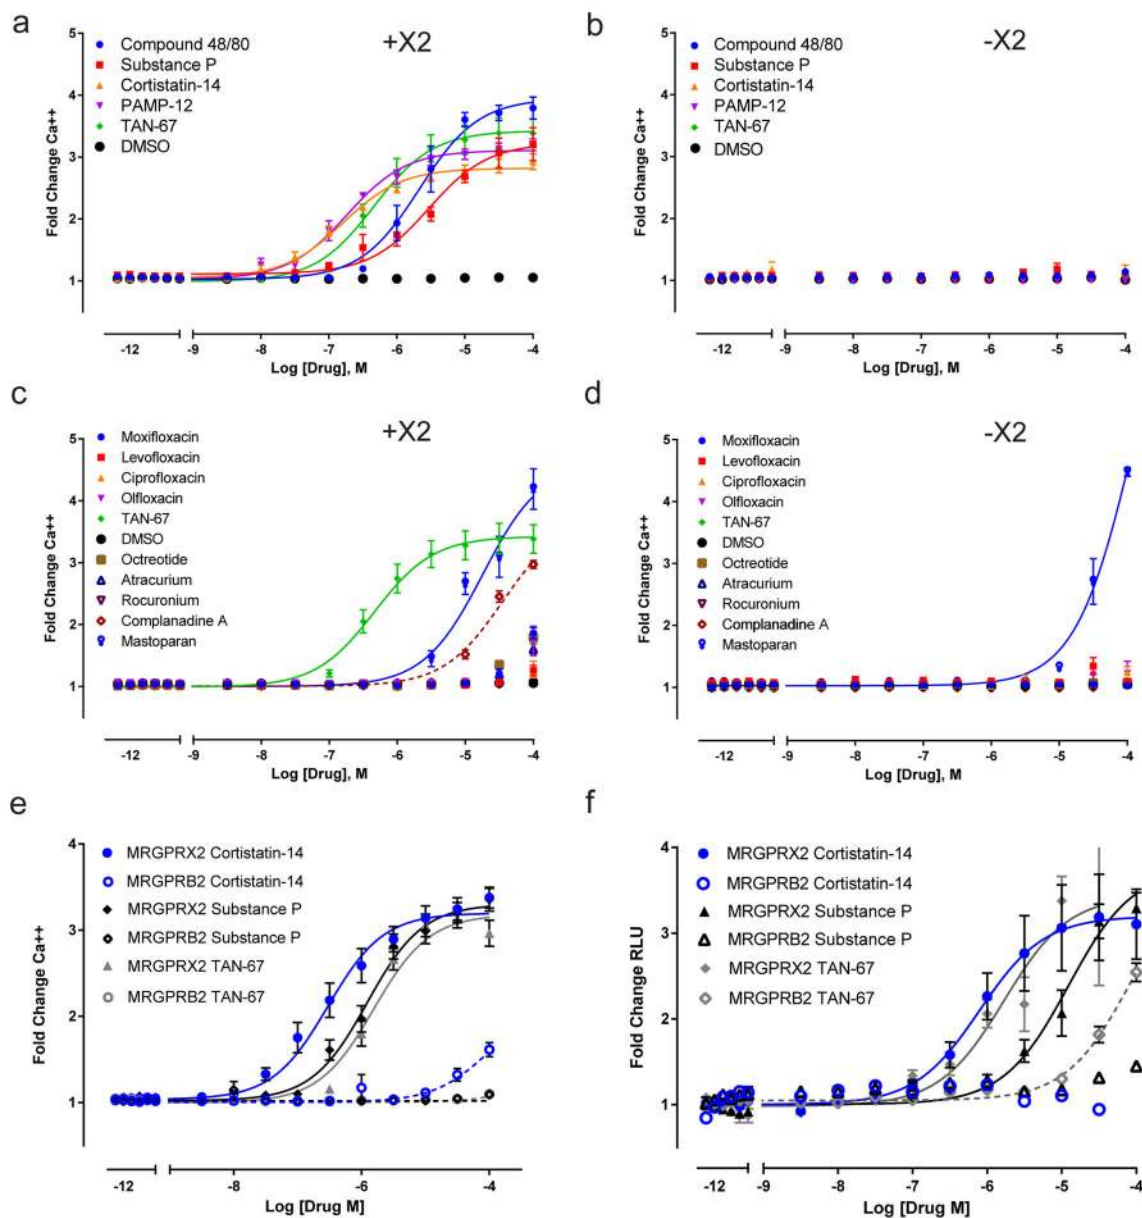 a
+X2
5
4
3
2
1
Fold Change Ca++
Compound 48/80
Substance P
Cortistatin-14
PAMP-12
TAN-67
DMSO
-12 -9 -8 -7 -6 -5 -4
Log [Drug], M
b
-X2
5
4
3
2
1
Fold Change Ca++
Compound 48/80
Substance P
Cortistatin-14
PAMP-12
TAN-67
DMSO
-12 -9 -8 -7 -6 -5 -4
Log [Drug], M
c
+X2
5
4
3
2
1
Fold Change Ca++
Moxifloxacin
Levofloxacin
Ciprofloxacin
Olfloxacin
TAN-67
DMSO
Octreotide
Atracurium
Rocuronium
Complanadine A
Mastoparan
-12 -9 -8 -7 -6 -5 -4
Log [Drug], M
d
-X2
5
4
3
2
1
Fold Change Ca++
Moxifloxacin
Levofloxacin
Ciprofloxacin
Olfloxacin
TAN-67
DMSO
Octreotide
Atracurium
Rocuronium
Complanadine A
Mastoparan
-12 -9 -8 -7 -6 -5 -4
Log [Drug], M
e
4
3
2
1
Fold Change Ca++
MRGPRX2 Cortistatin-14
MRGPRB2 Cortistatin-14
MRGPRX2 Substance P
MRGPRB2 Substance P
MRGPRX2 TAN-67
MRGPRB2 TAN-67
-12 -8 -6 -4
Log [Drug M]
f
4
3
2
1
Fold Change RLU
MRGPRX2 Cortistatin-14
MRGPRB2 Cortistatin-14
MRGPRX2 Substance P
MRGPRB2 Substance P
MRGPRX2 TAN-67
MRGPRB2 TAN-67
-12 -9 -8 -7 -6 -5 -4
Log [Drug M]